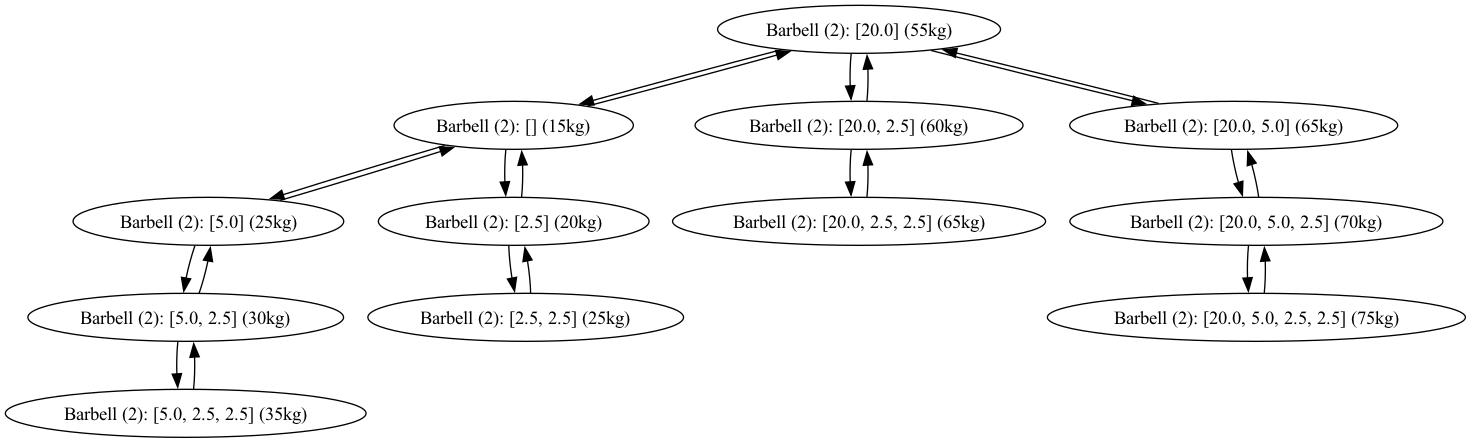 Barbell (2): [20.0] (55kg)
Barbell (2): [] (15kg)
Barbell (2): [20.0, 2.5] (60kg)
Barbell (2): [20.0, 5.0] (65kg)
Barbell (2): [5.0] (25kg)
Barbell (2): [2.5] (20kg)
Barbell (2): [20.0, 2.5, 2.5] (65kg)
Barbell (2): [20.0, 5.0, 2.5] (70kg)
Barbell (2): [5.0, 2.5] (30kg)
Barbell (2): [2.5, 2.5] (25kg)
Barbell (2): [20.0, 5.0, 2.5, 2.5] (75kg)
Barbell (2): [5.0, 2.5, 2.5] (35kg)